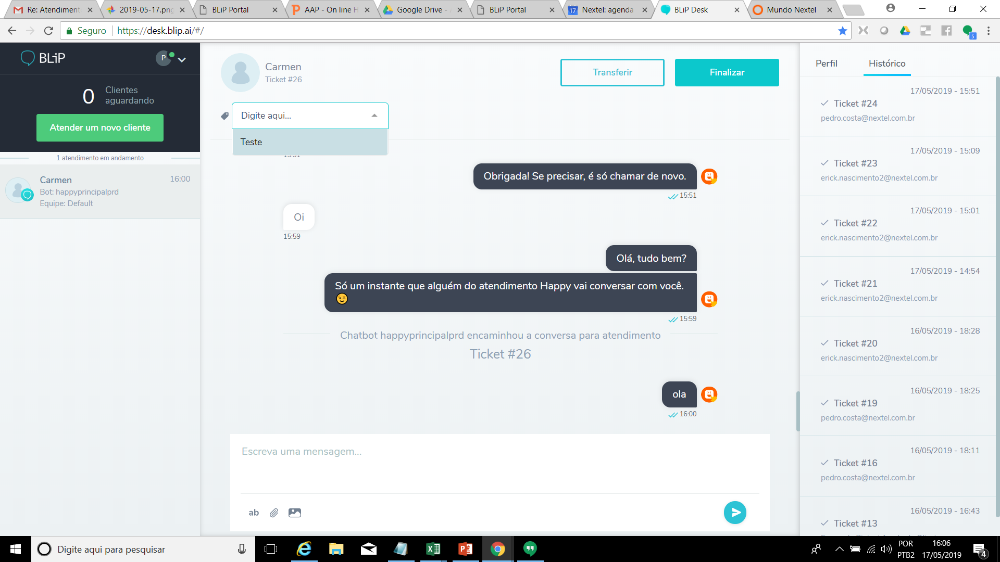 Re: Atendiment
2019-05-17.png
BLiP Portal
AAP - On line H
Google Drive -
BLiP Portal
Nextel: agenda
BLiP Desk
Mundo Nextel
Seguro
https://desk.blip.ai/#/
5
BLiP
P
0
Clientes
aguardando
Atender um novo cliente
1 atendimento em andamento
Carmen
16:00
Bot: happyprincipalprd
Equipe: Default
Carmen
Ticket #26
Transferir
Finalizar
Digite aqui...
Teste
Obrigada! Se precisar, é só chamar de novo.
15:51
Oi
15:59
Olá, tudo bem?
Só um instante que alguém do atendimento Happy vai conversar com você.
😉
15:59
Chatbot happyprincipalprd encaminhou a conversa para atendimento
Ticket #26
ola
16:00
Escreva uma mensagem...
ab
Perfil
Histórico
17/05/2019 - 15:51
Ticket #24
pedro.costa@nextel.com.br
17/05/2019 - 15:09
Ticket #23
erick.nascimento2@nextel.com.br
17/05/2019 - 15:01
Ticket #22
erick.nascimento2@nextel.com.br
17/05/2019 - 14:54
Ticket #21
erick.nascimento2@nextel.com.br
16/05/2019 - 18:28
Ticket #20
erick.nascimento2@nextel.com.br
16/05/2019 - 18:25
Ticket #19
pedro.costa@nextel.com.br
16/05/2019 - 18:11
Ticket #16
pedro.costa@nextel.com.br
16/05/2019 - 16:43
Ticket #13
Digite aqui para pesquisar
POR
PTB2
16:06
17/05/2019
4